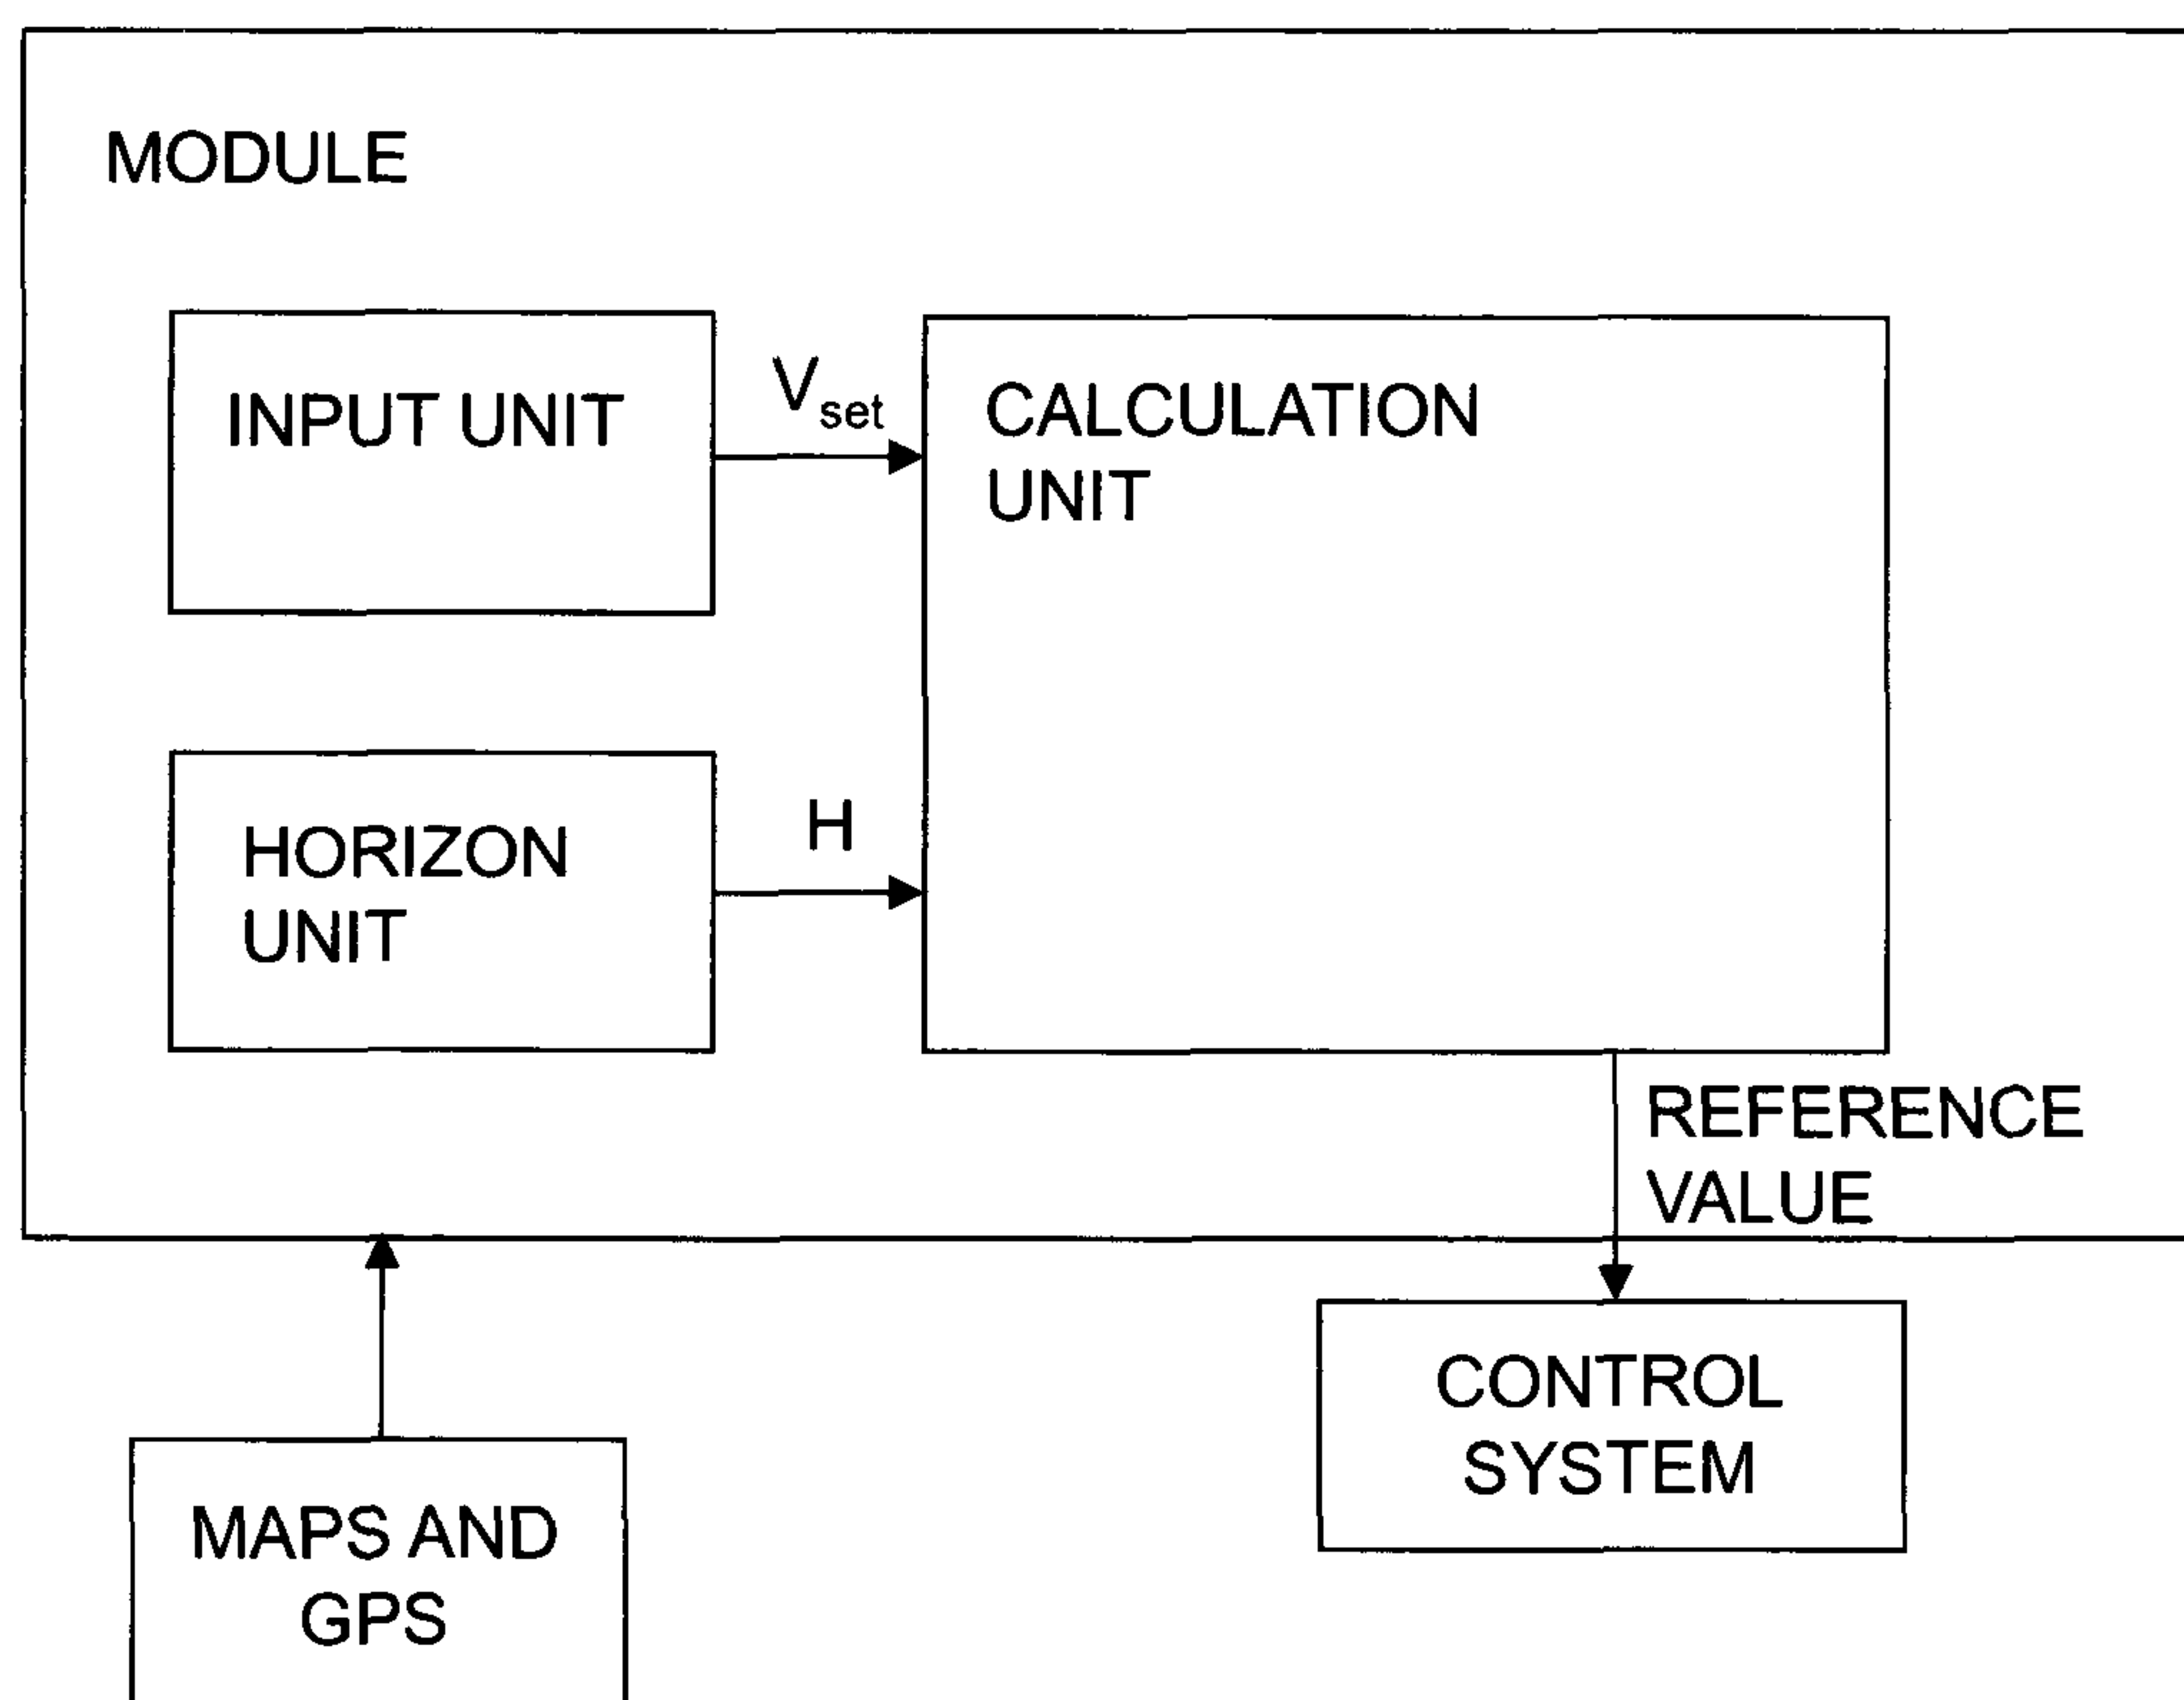 MODULE
INPUT UNIT
Vset
CALCULATION
UNIT
HORIZON
UNIT
H
REFERENCE
VALUE
CONTROL
SYSTEM
MAPS AND
GPS